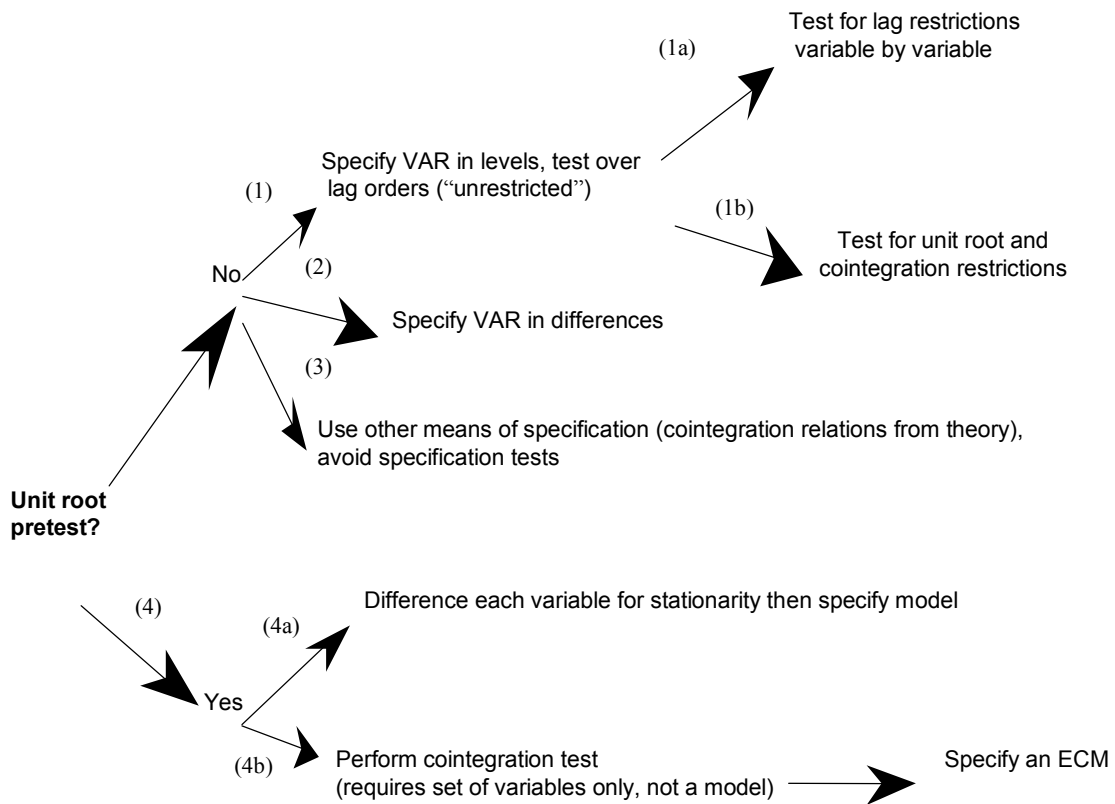 Test for lag restrictions
variable by variable
(1a)
Specify VAR in levels, test over
lag orders (“unrestricted”)
(1)
(1b)
Test for unit root and
cointegration restrictions
No
(2)
Specify VAR in differences
(3)
Use other means of specification (cointegration relations from theory),
avoid specification tests
Unit root
pretest?
(4)
Difference each variable for stationarity then specify model
(4a)
Yes
(4b)
Perform cointegration test
(requires set of variables only, not a model)
Specify an ECM